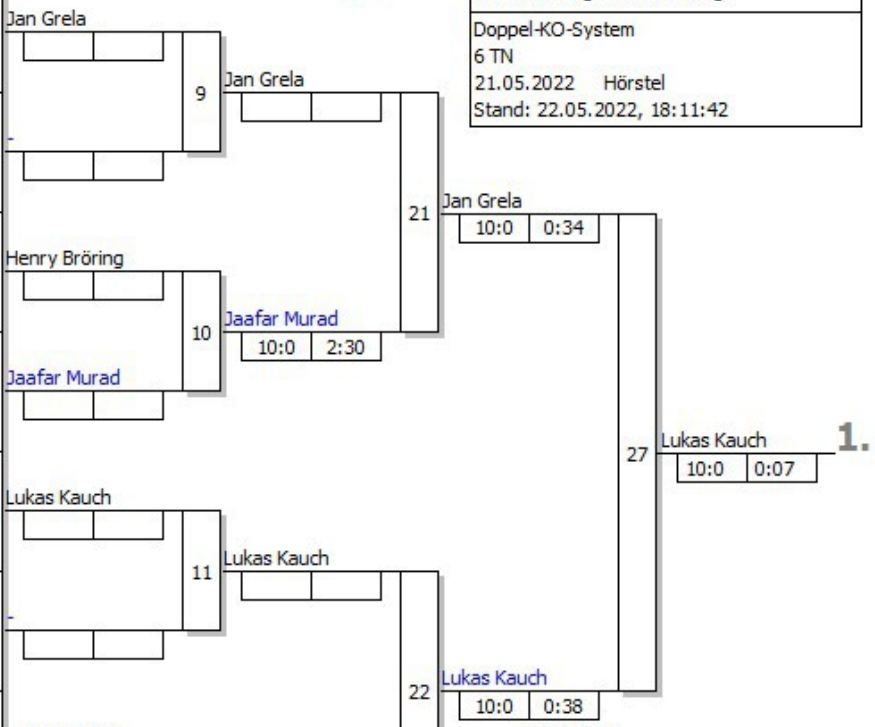 Jan Grela
Doppel-KO-System
6 TN
21.05.2022 Hörstel
Stand: 22.05.2022, 18:11:42
9
Jan Grela
-
21
Jan Grela
10:0 0:34
Henry Bröring
10
Jaafar Murad
10:0 2:30
Jaafar Murad
27
Lukas Kauch
10:0 0:07
1.
Lukas Kauch
11
Lukas Kauch
-
22
Lukas Kauch
10:0 0:38